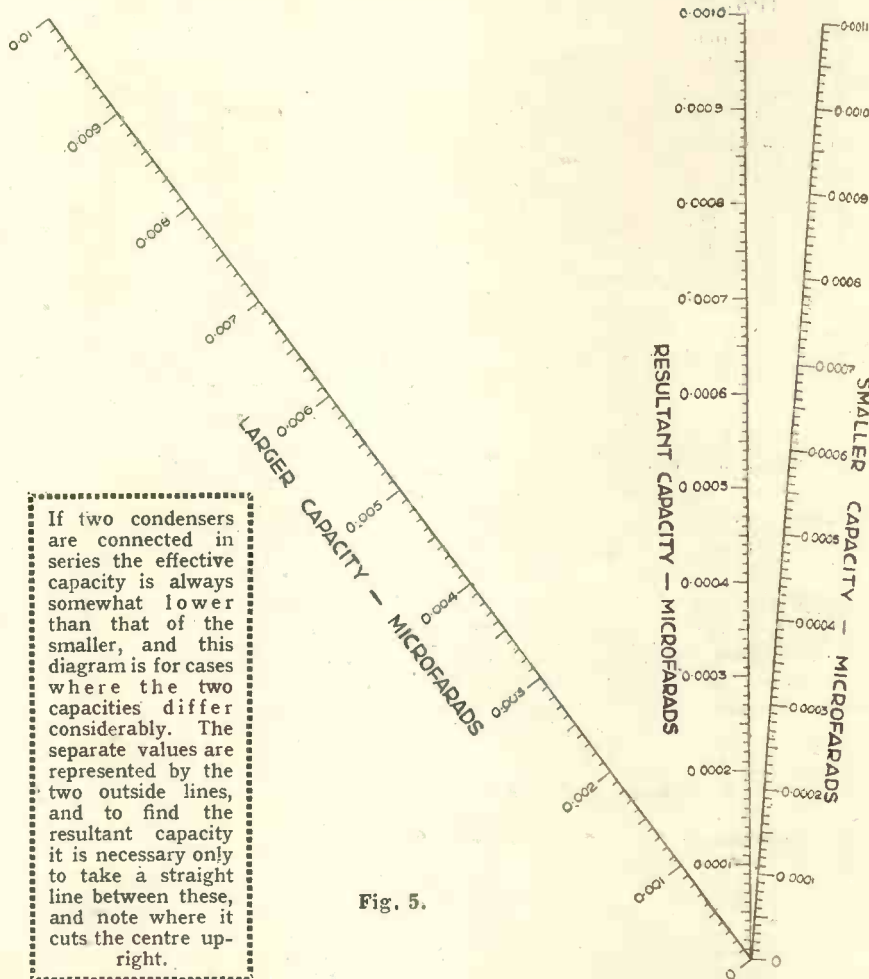 0·01
0·009
0·008
0·007
0·006
0·005
0·004
0·003
0·002
0·001
0
LARGER CAPACITY — MICROFARADS
0·0010
0·0009
0·0008
0·0007
0·0006
0·0005
0·0004
0·0003
0·0002
0·0001
RESULTANT CAPACITY — MICROFARADS
0·0011
0·0010
0·0009
0·0008
0·0007
0·0006
0·0005
0·0004
0·0003
0·0002
0·0001
0
SMALLER CAPACITY — MICROFARADS
If two condensers
are connected in
series the effective
capacity is always
somewhat lower
than that of the
smaller, and this
diagram is for cases
where the two
capacities differ
considerably. The
separate values are
represented by the
two outside lines,
and to find the
resultant capacity
it is necessary only
to take a straight
line between these,
and note where it
cuts the centre up-
right.
Fig. 5.